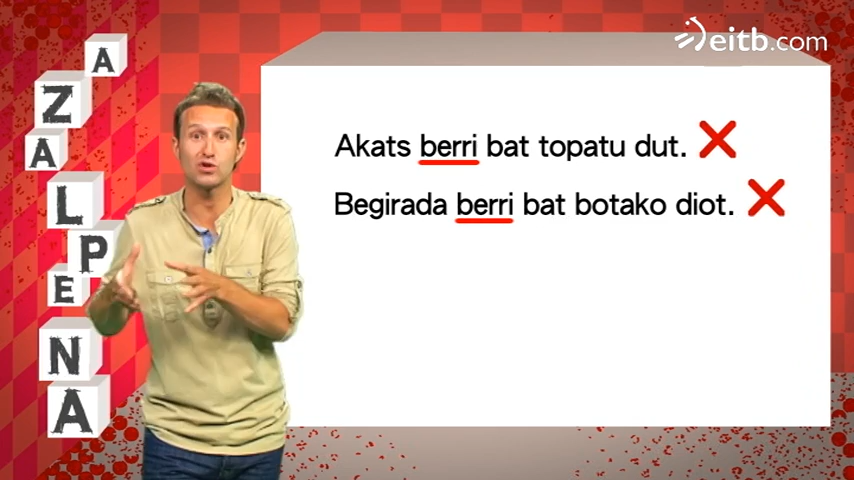 eitb.com
AZALPENA
Akats berri bat topatu dut.
Begirada berri bat botako diot.